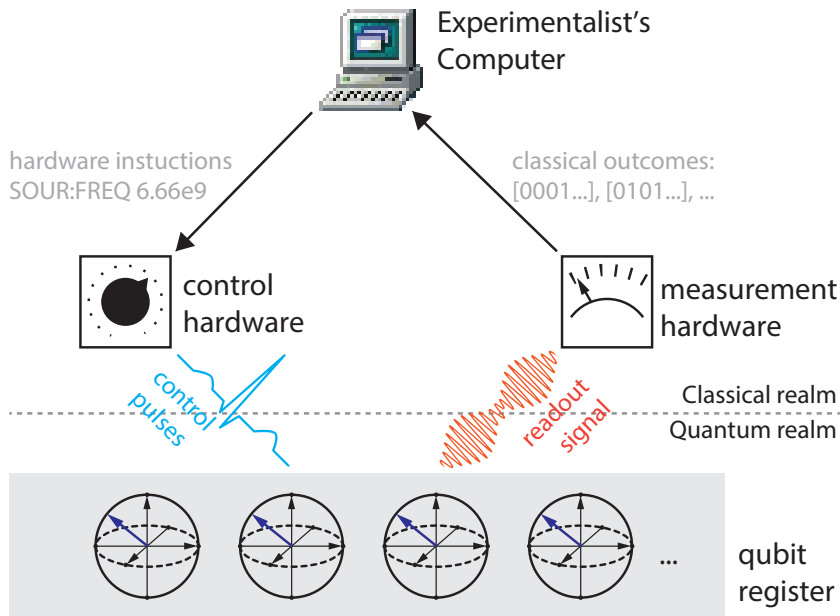 Experimentalist's
Computer
hardware instuctions
SOUR:FREQ 6.66e9
classical outcomes:
[0001...], [0101...], ...
control
hardware
measurement
hardware
control
pulses
readout
signal
Classical realm
Quantum realm
...
qubit
register